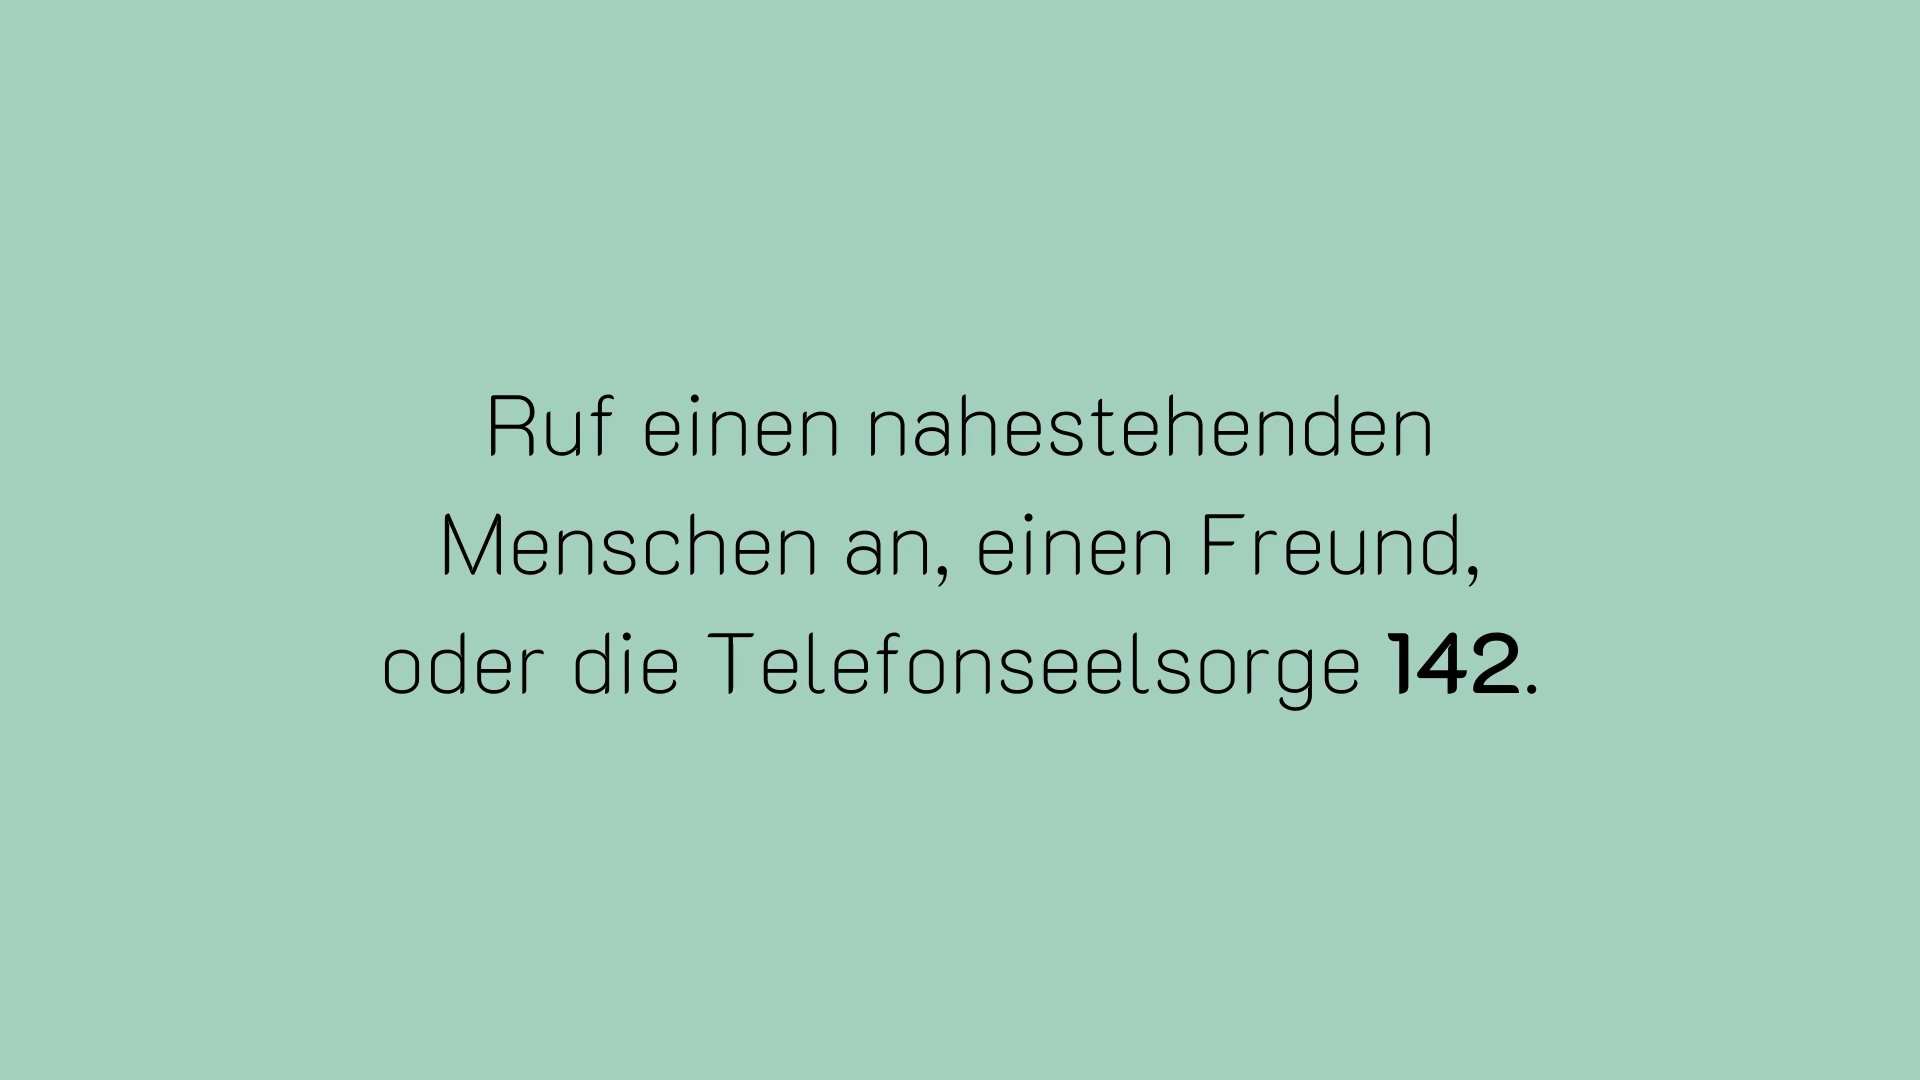 Ruf einen nahestehenden
Menschen an, einen Freund,
oder die Telefonseelsorge 142.